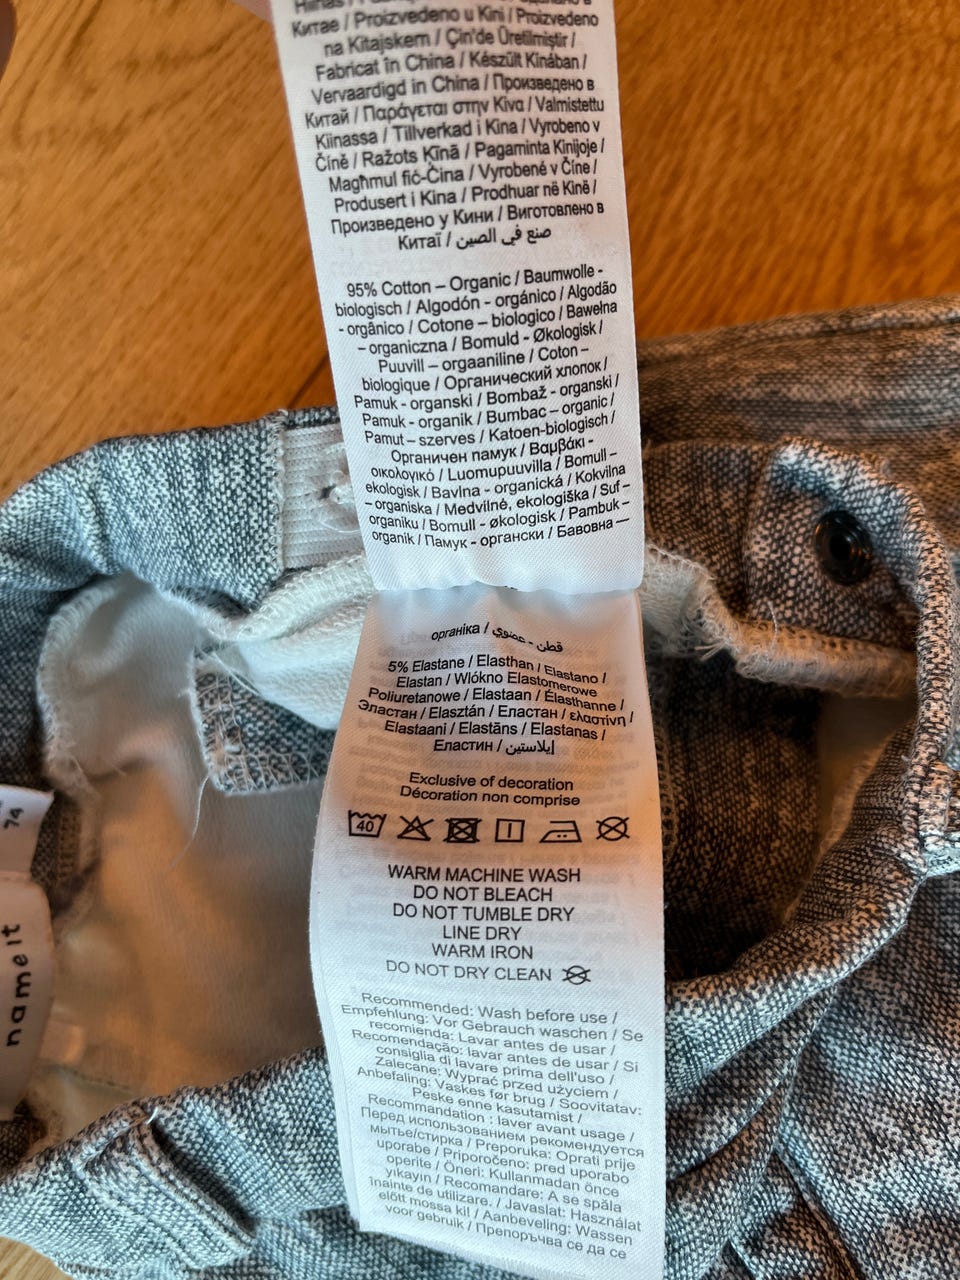 Китае / Proizvedeno u Kini / Proizvedeno
na Kitajskem / Çin'de Üretilmiştir /
Fabricat în China / Készült Kínában /
Vervaardigd in China / Произведено в
Китай / Παράγεται στην Κίνα / Valmistettu
Kiinassa / Tillverkad i Kina / Vyrobeno v
Číně / Ražots Ķīnā / Pagaminta Kinijoje /
Magħmul fiċ-Ċina / Vyrobené v Číne /
Produsert i Kina / Prodhuar në Kinë /
Произведено у Кини / Виготовлено в
Китаї / صنع في الصين
95% Cotton – Organic / Baumwolle -
biologisch / Algodón - orgánico / Algodão
- orgânico / Cotone – biologico / Bawełna
– organiczna / Bomuld - Økologisk /
Puuvill – orgaaniline / Coton –
biologique / Органический хлопок /
Pamuk - organski / Bombaž - organski /
Pamuk - organik / Bumbac – organic /
Pamut – szerves / Katoen-biologisch /
Органичен памук / Βαμβάκι -
οικολογικό / Luomupuuvilla / Bomull –
ekologisk / Bavlna - organická / Kokvilna
– organiska / Medvilnė, ekologiška / Suf –
organiku / Bomull - økologisk / Pambuk –
organik / Памук - органски / Бавовна —
органіка / قطن - عضوي
5% Elastane / Elasthan / Elastano /
Elastan / Włókno Elastomerowe
Poliuretanowe / Elastaan / Élasthanne /
Эластан / Elasztán / Еластан / ελαστίνη /
Elastaani / Elastāns / Elastanas /
Еластин / إيلاستين
Exclusive of decoration
Décoration non comprise
40
WARM MACHINE WASH
DO NOT BLEACH
DO NOT TUMBLE DRY
LINE DRY
WARM IRON
DO NOT DRY CLEAN
Recommended: Wash before use /
Empfehlung: Vor Gebrauch waschen / Se
recomienda: Lavar antes de usar /
Recomendação: lavar antes de usar / Si
consiglia di lavare prima dell'uso /
Zalecane: Wyprać przed użyciem /
Anbefaling: Vaskes før brug / Soovitatav:
Peske enne kasutamist /
Recommandation : laver avant usage /
Перед использованием рекомендуется
мытье/стирка / Preporuka: Oprati prije
uporabe / Priporočeno: pred uporabo
operite / Öneri: Kullanmadan önce
yıkayın / Recomandare: A se spăla
înainte de utilizare. / Javaslat: Használat
előtt mossa ki! / Aanbeveling: Wassen
voor gebruik / Препоръчва се да се
74
name it